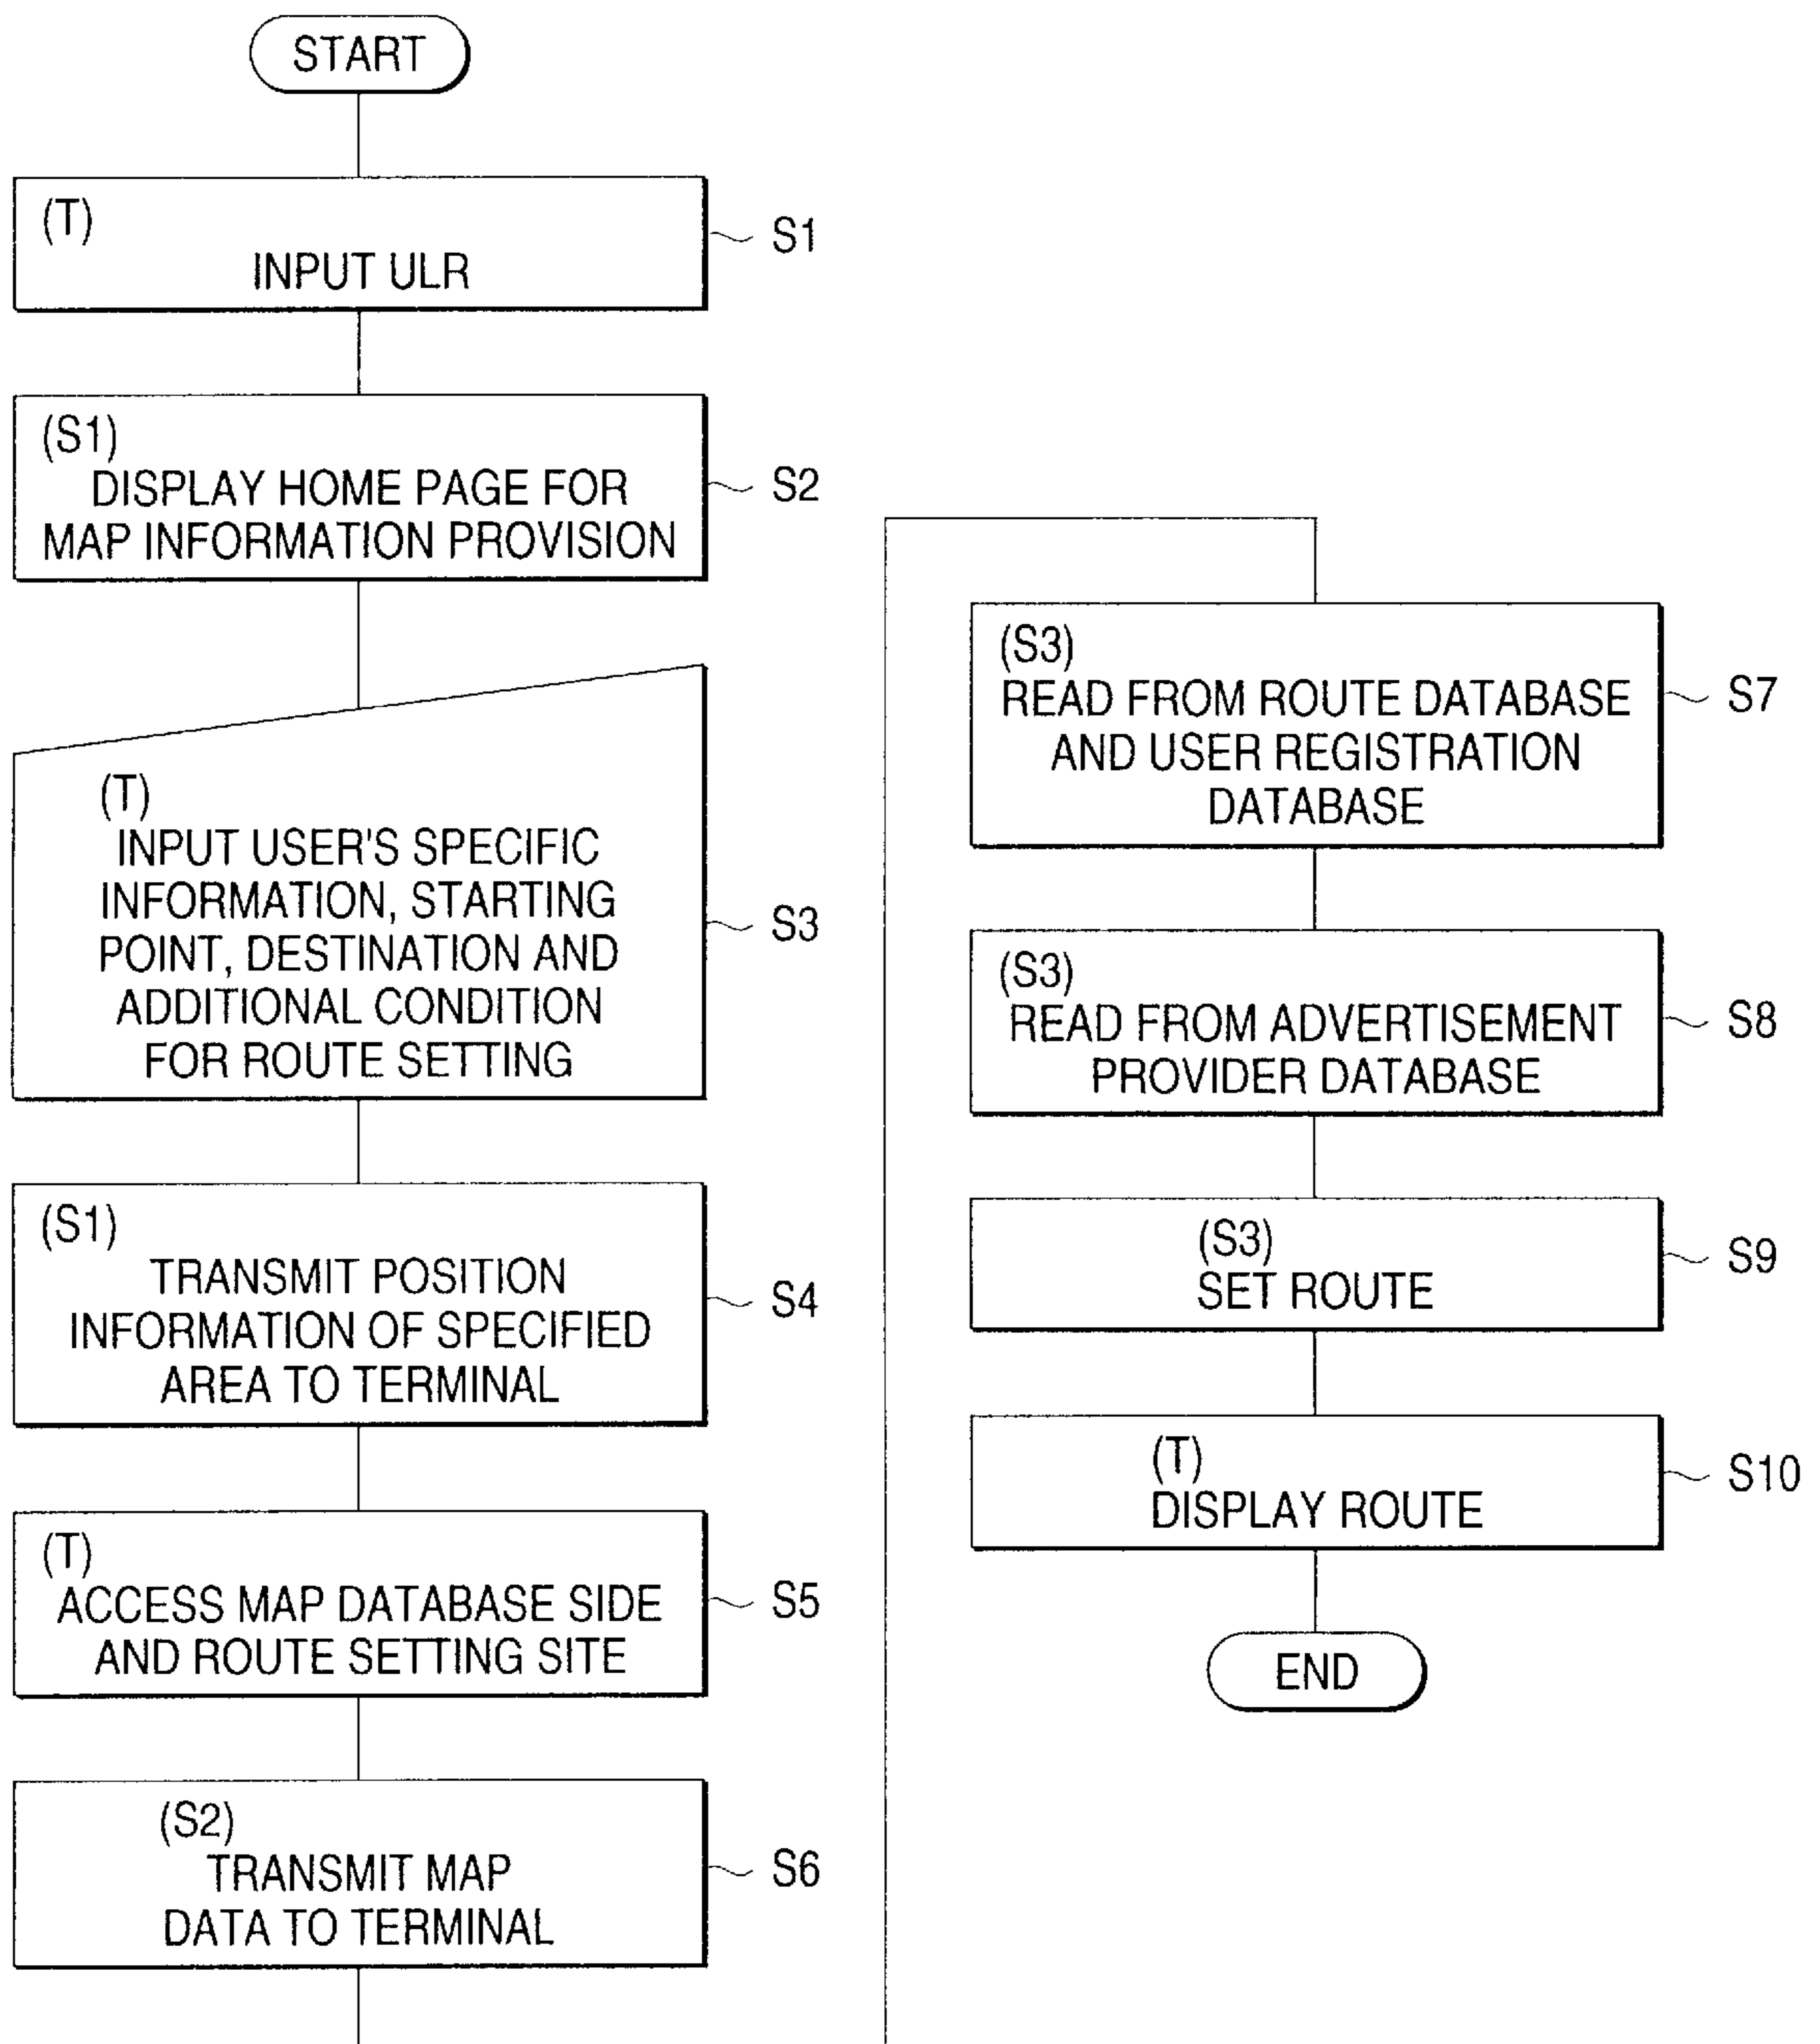 START
(T)
INPUT ULR
S1
(S1)
DISPLAY HOME PAGE FOR
MAP INFORMATION PROVISION
S2
(T)
INPUT USER'S SPECIFIC
INFORMATION, STARTING
POINT, DESTINATION AND
ADDITIONAL CONDITION
FOR ROUTE SETTING
S3
(S1)
TRANSMIT POSITION
INFORMATION OF SPECIFIED
AREA TO TERMINAL
S4
(T)
ACCESS MAP DATABASE SIDE
AND ROUTE SETTING SITE
S5
(S2)
TRANSMIT MAP
DATA TO TERMINAL
S6
(S3)
READ FROM ROUTE DATABASE
AND USER REGISTRATION
DATABASE
S7
(S3)
READ FROM ADVERTISEMENT
PROVIDER DATABASE
S8
(S3)
SET ROUTE
S9
(T)
DISPLAY ROUTE
S10
END